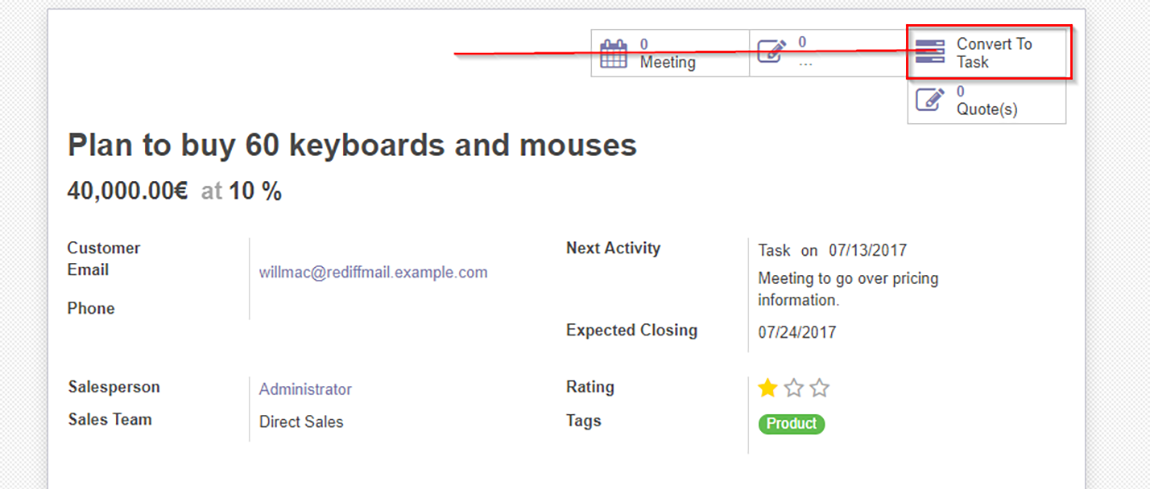 0
Meeting
0
...
Convert To
Task
0
Quote(s)
Plan to buy 60 keyboards and mouses
40,000.00€ at 10 %
Customer
Email willmac@rediffmail.example.com
Phone
Next Activity Task on 07/13/2017
Meeting to go over pricing
information.
Expected Closing 07/24/2017
Salesperson Administrator
Sales Team Direct Sales
Rating
Tags Product